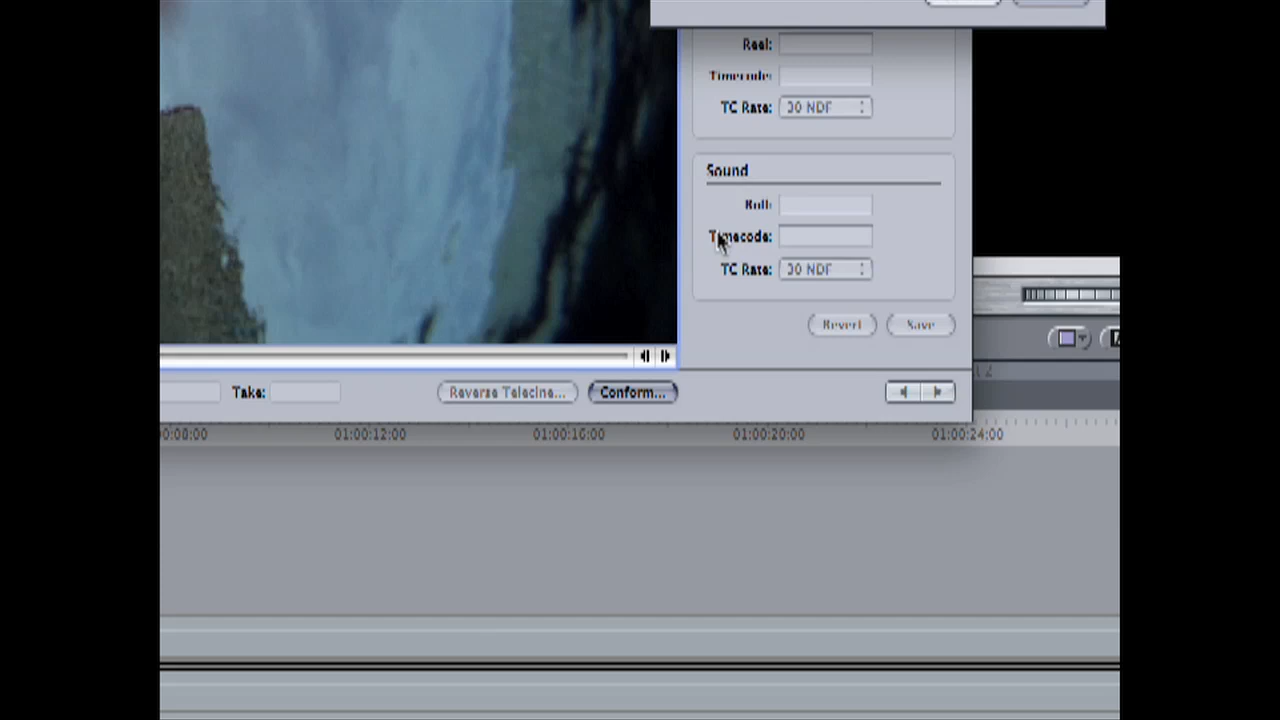 Reel:
Timecode:
TC Rate: 30 NDF
Sound
Roll:
Timecode:
TC Rate: 30 NDF
Revert Save
Take: Reverse Telecine... Conform...
00:08:00 01:00:12:00 01:00:16:00 01:00:20:00 01:00:24:00